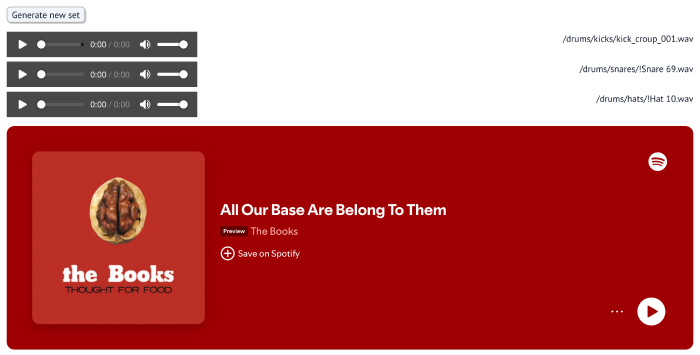 Generate new set
0:00 / 0:00
/drums/kicks/kick_croup_001.wav
0:00 / 0:00
/drums/snares/!Snare 69.wav
0:00 / 0:00
/drums/hats/!Hat 10.wav
the Books
THOUGHT FOR FOOD
All Our Base Are Belong To Them
Preview The Books
Save on Spotify